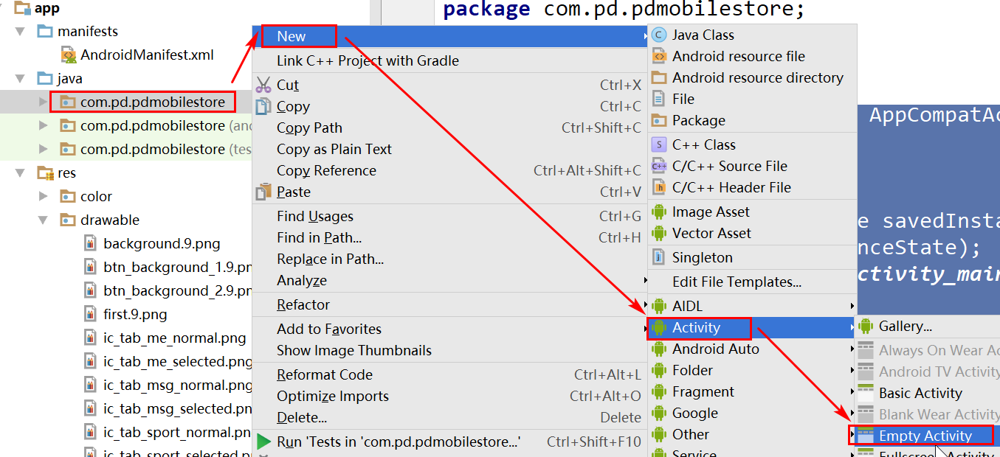 app
manifests
AndroidManifest.xml
java
com.pd.pdmobilestore
com.pd.pdmobilestore (and
com.pd.pdmobilestore (tes
res
color
drawable
background.9.png
btn_background_1.9.pn
btn_background_2.9.pn
first.9.png
ic_tab_me_normal.png
ic_tab_me_selected.png
ic_tab_msg_normal.png
ic_tab_msg_selected.pn
ic_tab_sport_normal.pn
ic_tab_sport_selected.pn
package com.pd.pdmobilestore;
New
Link C++ Project with Gradle
Cut Ctrl+X
Copy Ctrl+C
Copy Path Ctrl+Shift+C
Copy as Plain Text
Copy Reference Ctrl+Alt+Shift+C
Paste Ctrl+V
Find Usages Ctrl+G
Find in Path... Ctrl+H
Replace in Path...
Analyze
Refactor
Add to Favorites
Show Image Thumbnails
Reformat Code Ctrl+Alt+L
Optimize Imports Ctrl+Alt+O
Delete... Delete
Run 'Tests in 'com.pd.pdmobilestore...' Ctrl+Shift+F10
Java Class
Android resource file
Android resource directory
File
Package
C++ Class
C/C++ Source File
C/C++ Header File
Image Asset
Vector Asset
Singleton
Edit File Templates...
AIDL
Activity
Android Auto
Folder
Fragment
Google
Other
Service
AppCompatAc
e savedInsta
nceState);
ctivity_main
Gallery...
Always On Wear Ac
Android TV Activity
Basic Activity
Blank Wear Activity
Empty Activity
Fullscreen Activity